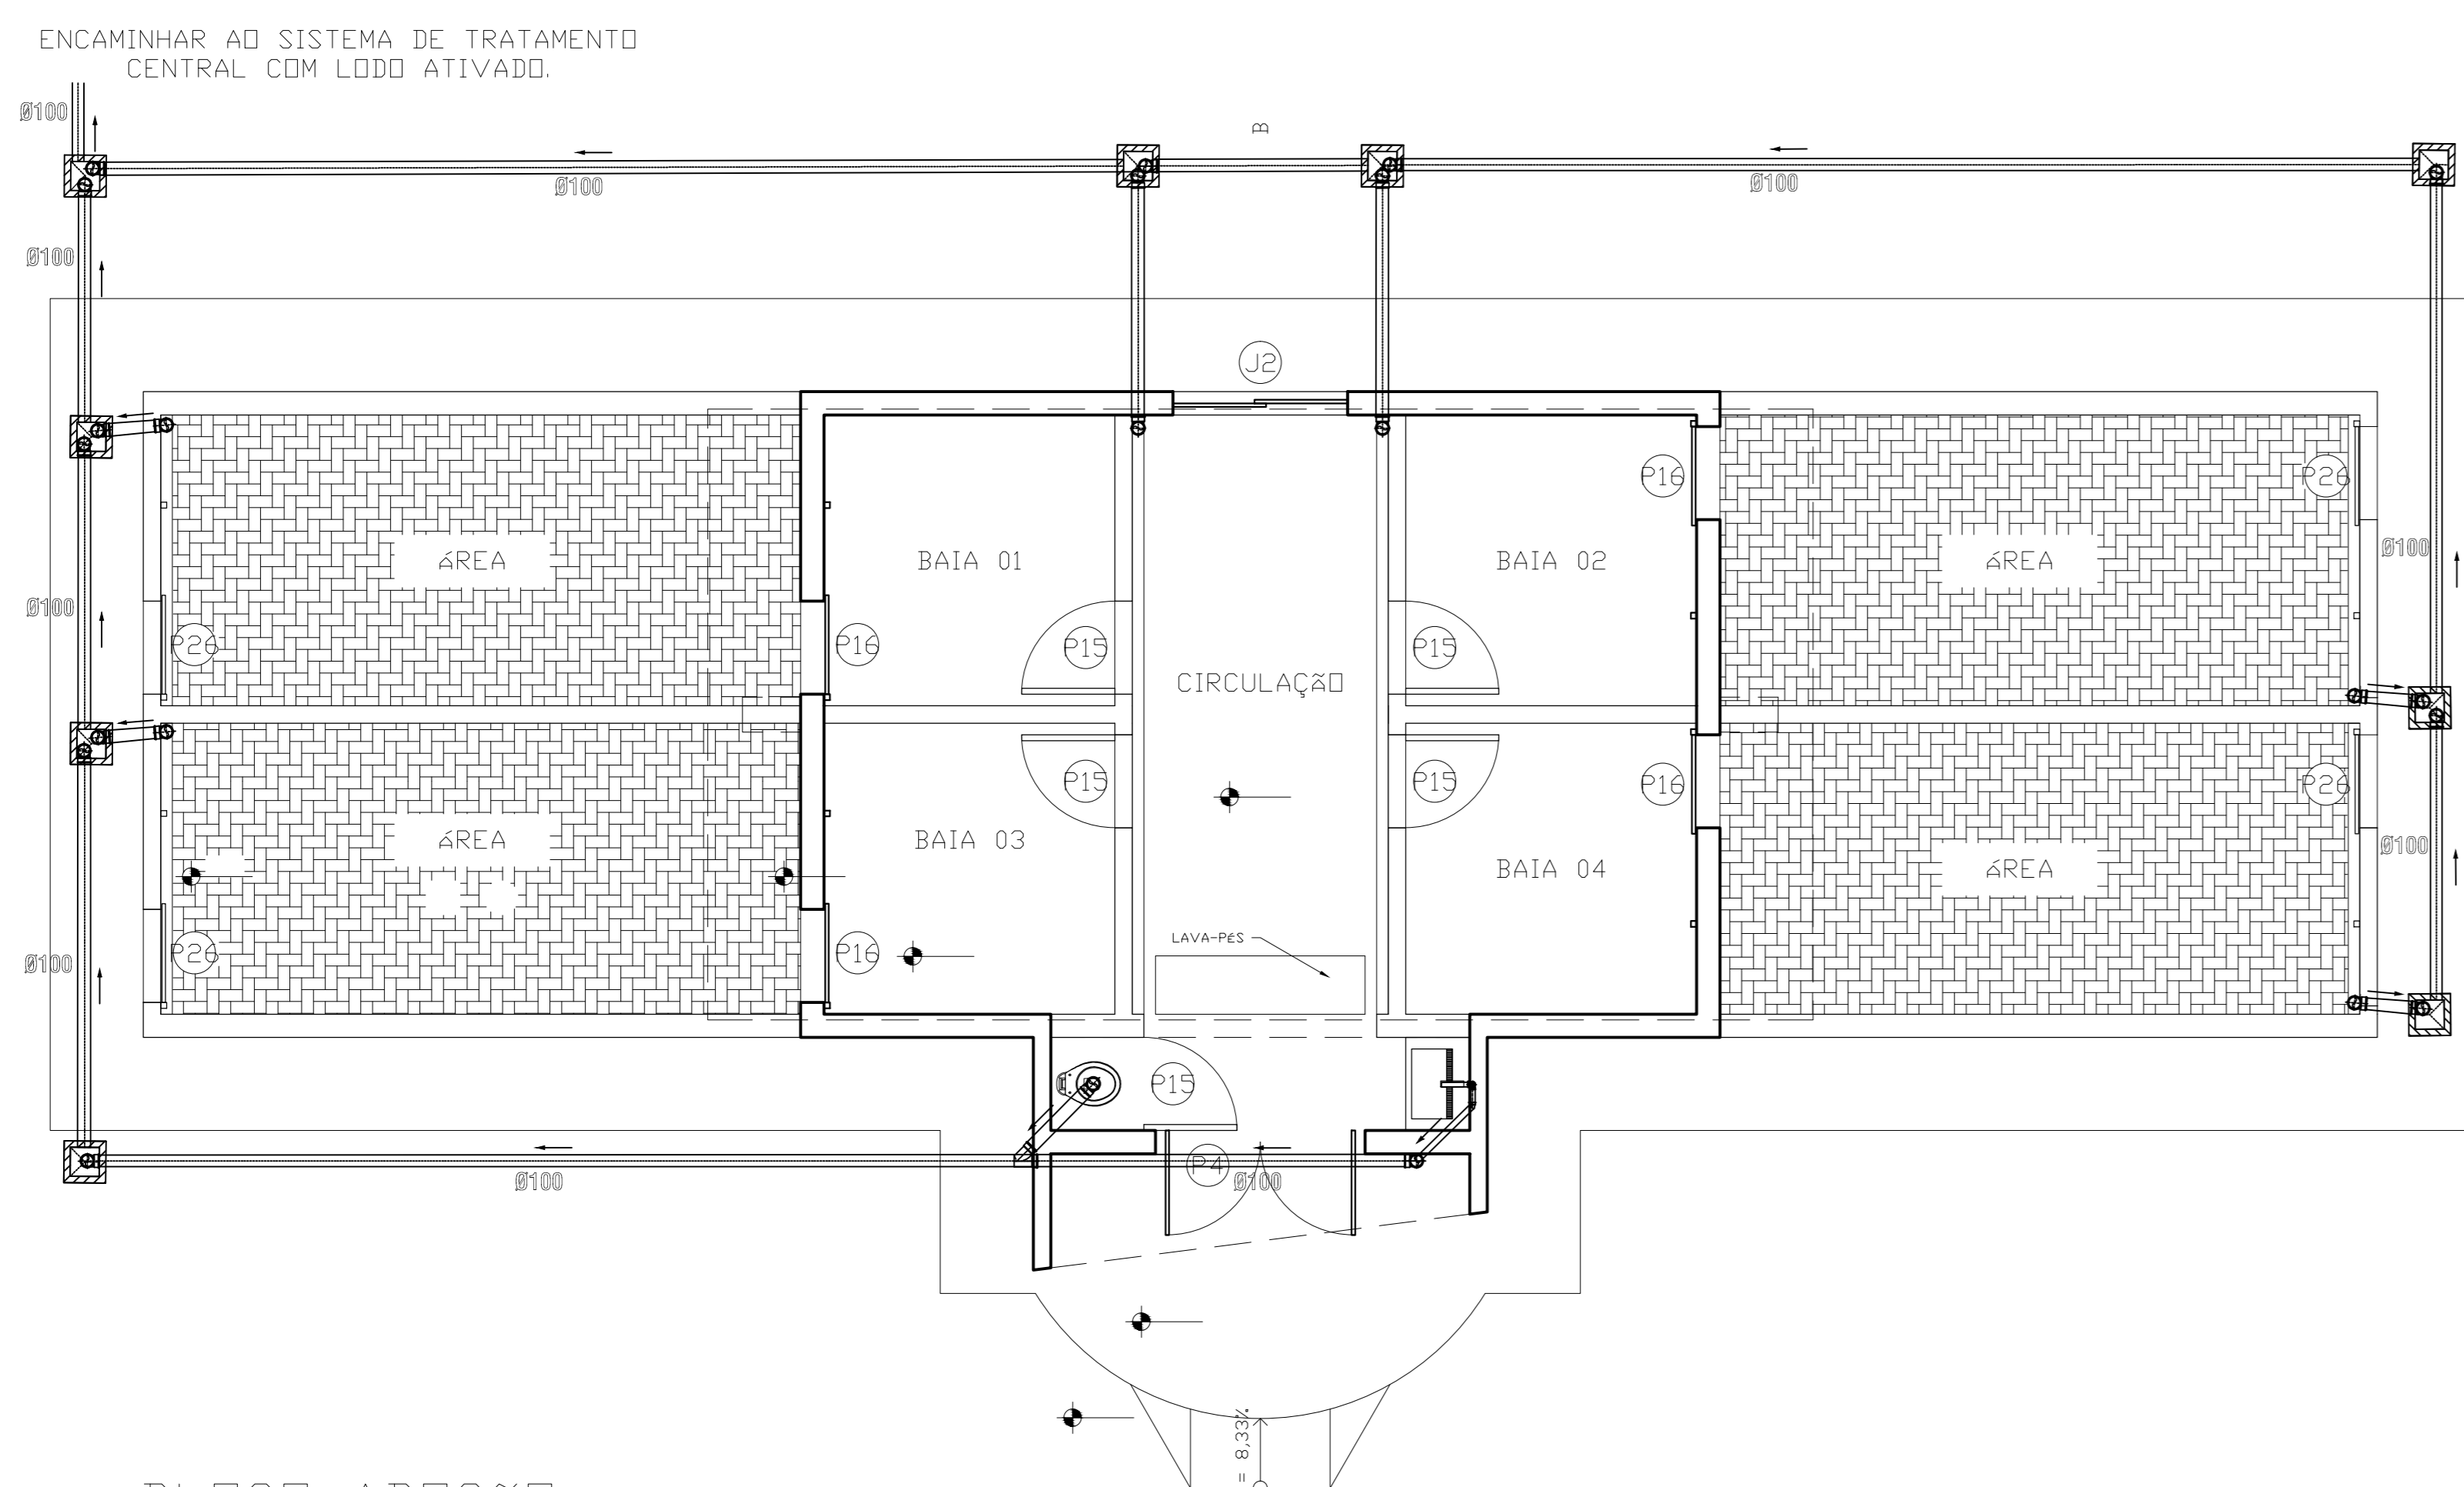 ENCAMINHAR AO SISTEMA DE TRATAMENTO
CENTRAL COM LODO ATIVADO.
Ø100
B
Ø100
Ø100
Ø100
J2
P16
P26
BAIA 01
BAIA 02
ÁREA
ÁREA
Ø100
Ø100
P26
P16
P15
P15
CIRCULAÇÃO
P15
P15
P16
P26
BAIA 03
ÁREA
Ø100
BAIA 04
ÁREA
LAVA-PÉS
P26
P16
Ø100
P15
P4
Ø100
Ø100
= 8,33%